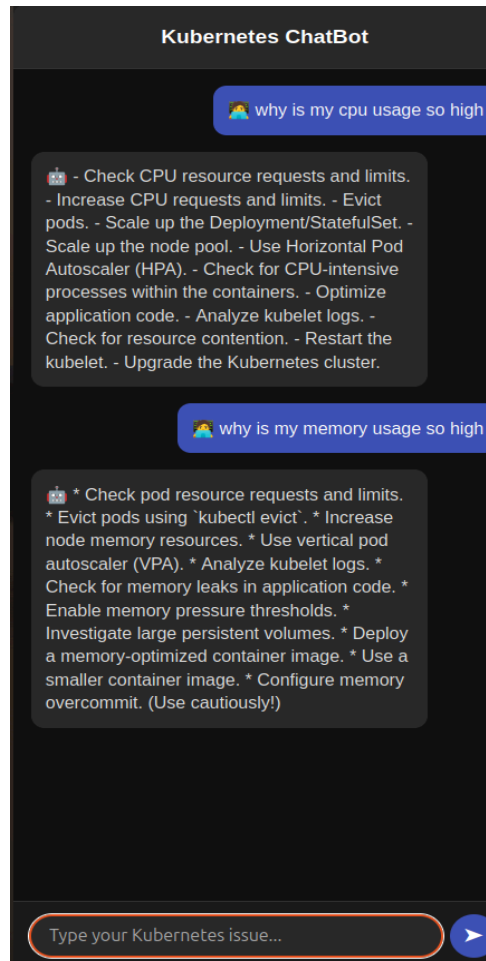 Kubernetes ChatBot
🧑‍💻 why is my cpu usage so high
🤖 - Check CPU resource requests and limits.
- Increase CPU requests and limits. - Evict
pods. - Scale up the Deployment/StatefulSet. -
Scale up the node pool. - Use Horizontal Pod
Autoscaler (HPA). - Check for CPU-intensive
processes within the containers. - Optimize
application code. - Analyze kubelet logs. -
Check for resource contention. - Restart the
kubelet. - Upgrade the Kubernetes cluster.
🧑‍💻 why is my memory usage so high
🤖 * Check pod resource requests and limits.
* Evict pods using `kubectl evict`. * Increase
node memory resources. * Use vertical pod
autoscaler (VPA). * Analyze kubelet logs. *
Check for memory leaks in application code. *
Enable memory pressure thresholds. *
Investigate large persistent volumes. * Deploy
a memory-optimized container image. * Use a
smaller container image. * Configure memory
overcommit. (Use cautiously!)
Type your Kubernetes issue...